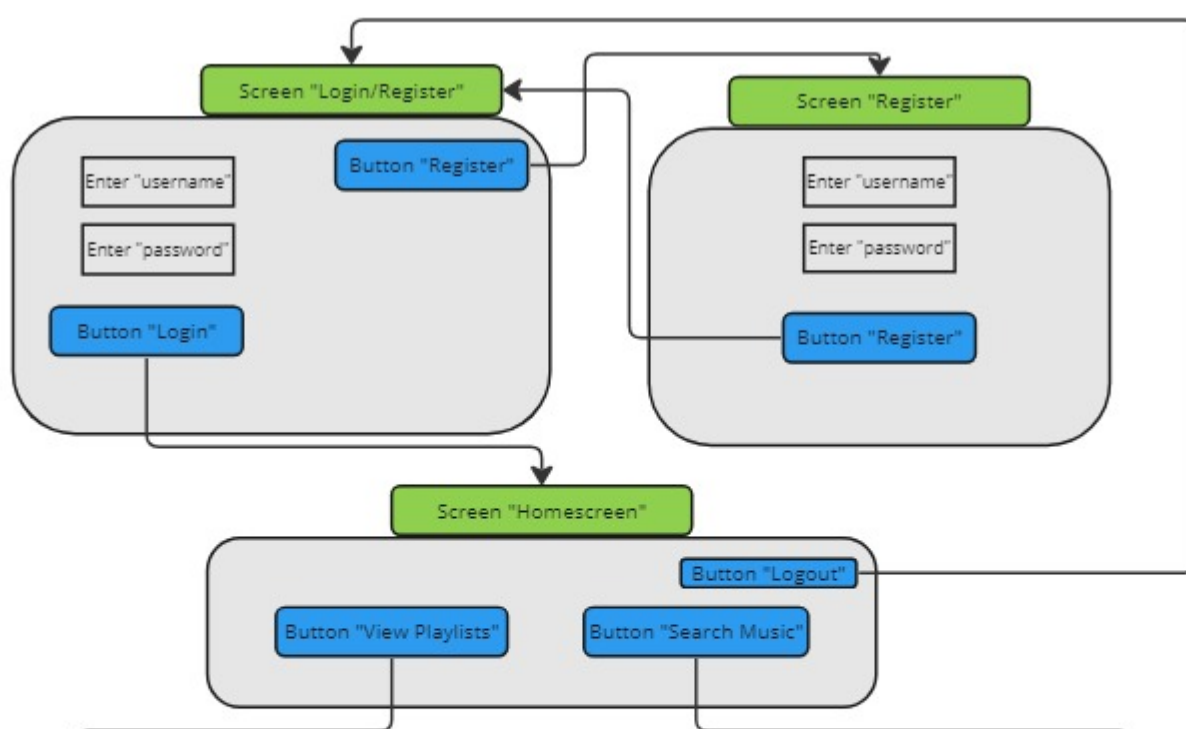 Screen "Login/Register"
Button "Register"
Enter "username"
Enter "password"
Button "Login"
Screen "Register"
Enter "username"
Enter "password"
Button "Register"
Screen "Homescreen"
Button "Logout"
Button "View Playlists"
Button "Search Music"